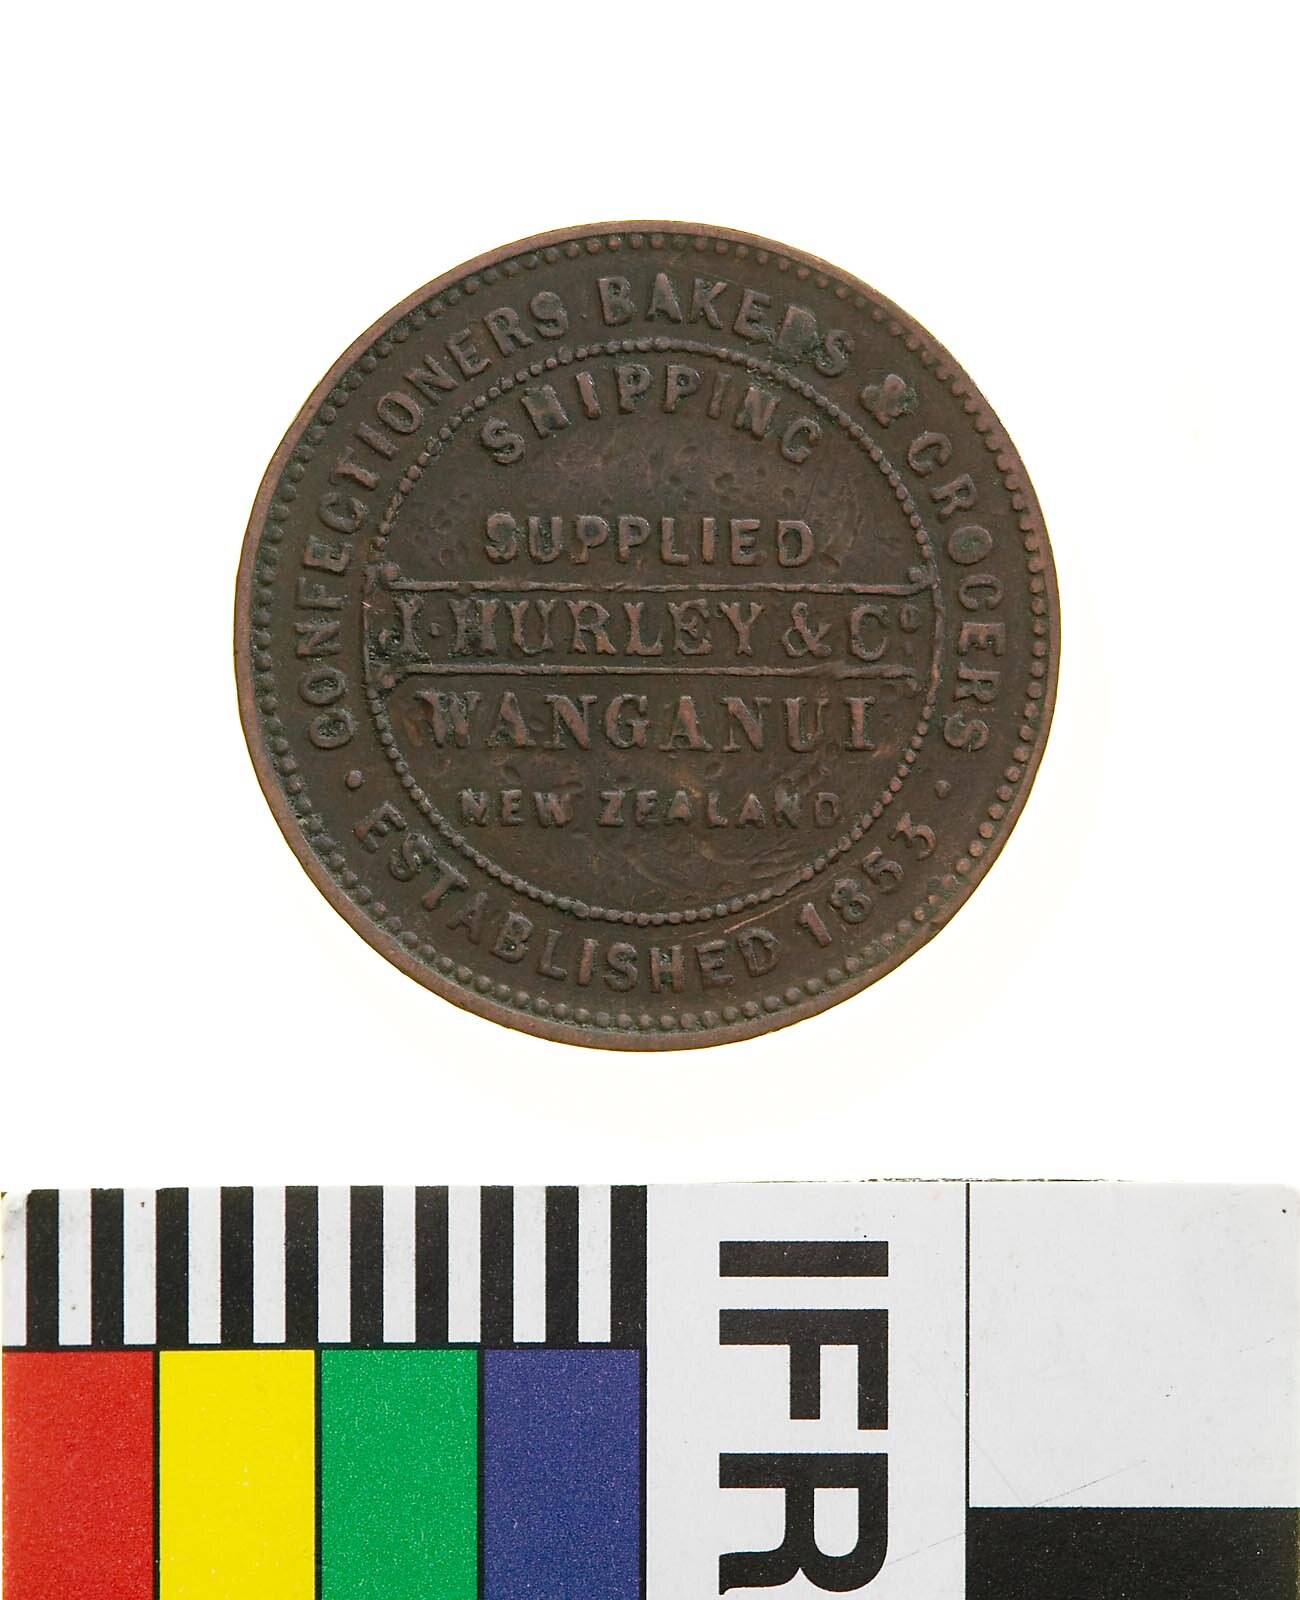 CONFECTIONERS BAKERS & GROCERS
SHIPPING
SUPPLIED
J. HURLEY & Co.
WANGANUI
NEW ZEALAND
· ESTABLISHED 1853 ·
IFR